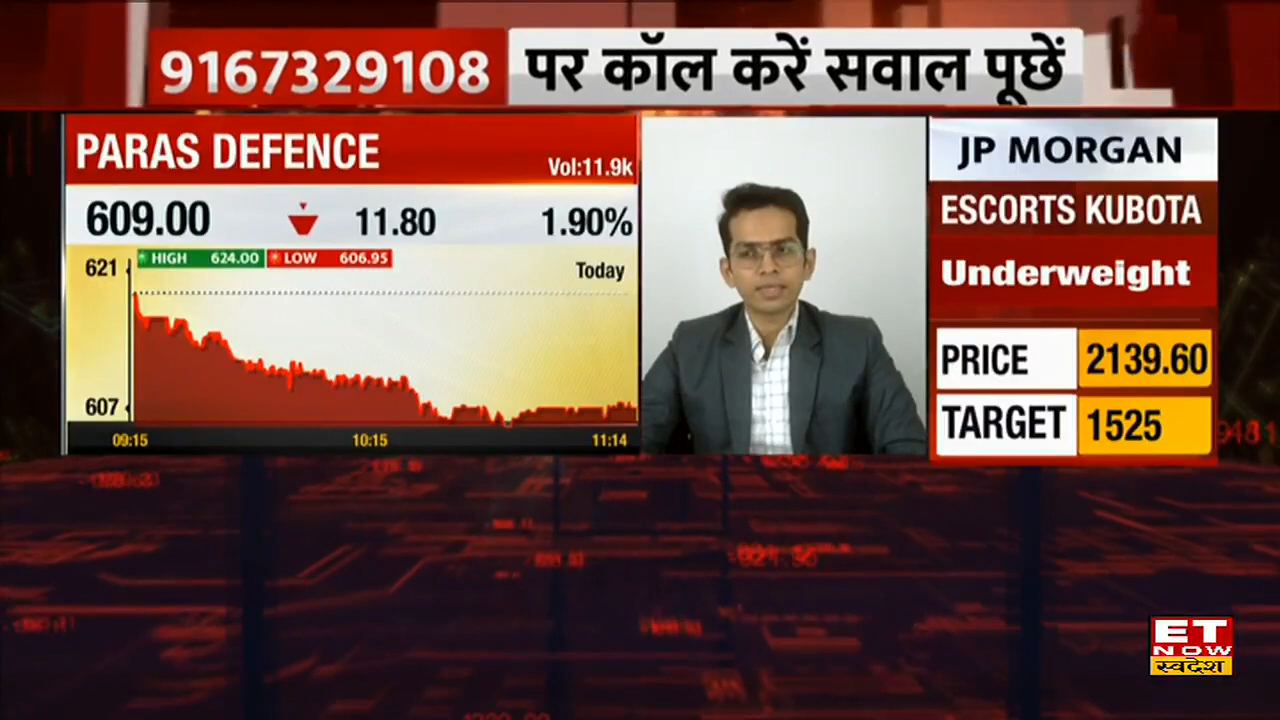 9167329108 पर कॉल करें सवाल पूछें
PARAS DEFENCE
Vol:11.9k
609.00 11.80 1.90%
HIGH 624.00 LOW 606.95
Today
621
607
09:15 10:15 11:14
JP MORGAN
ESCORTS KUBOTA
Underweight
PRICE 2139.60
TARGET 1525
ET
NOW
स्वदेश